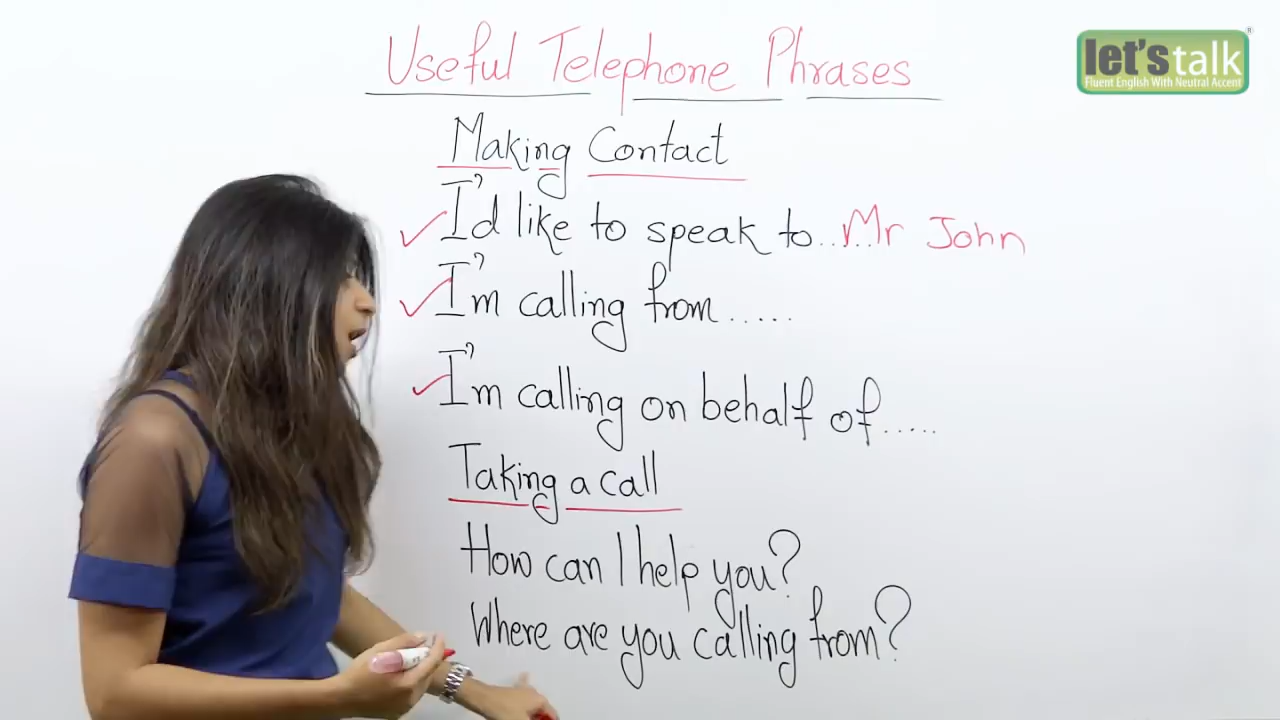 Useful Telephone Phrases
let's talk
Fluent English With Neutral Accent
Making Contact
I'd like to speak to...... Mr John
I'm calling from.....
I'm calling on behalf of.....
Taking a call
How can I help you?
Where are you calling from?